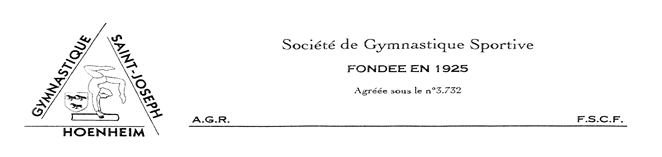 GYMNASTIQUE
SAINT-JOSEPH
HOENHEIM
Société de Gymnastique Sportive
FONDEE EN 1925
Agréée sous le n°3.732
A.G.R.
F.S.C.F.